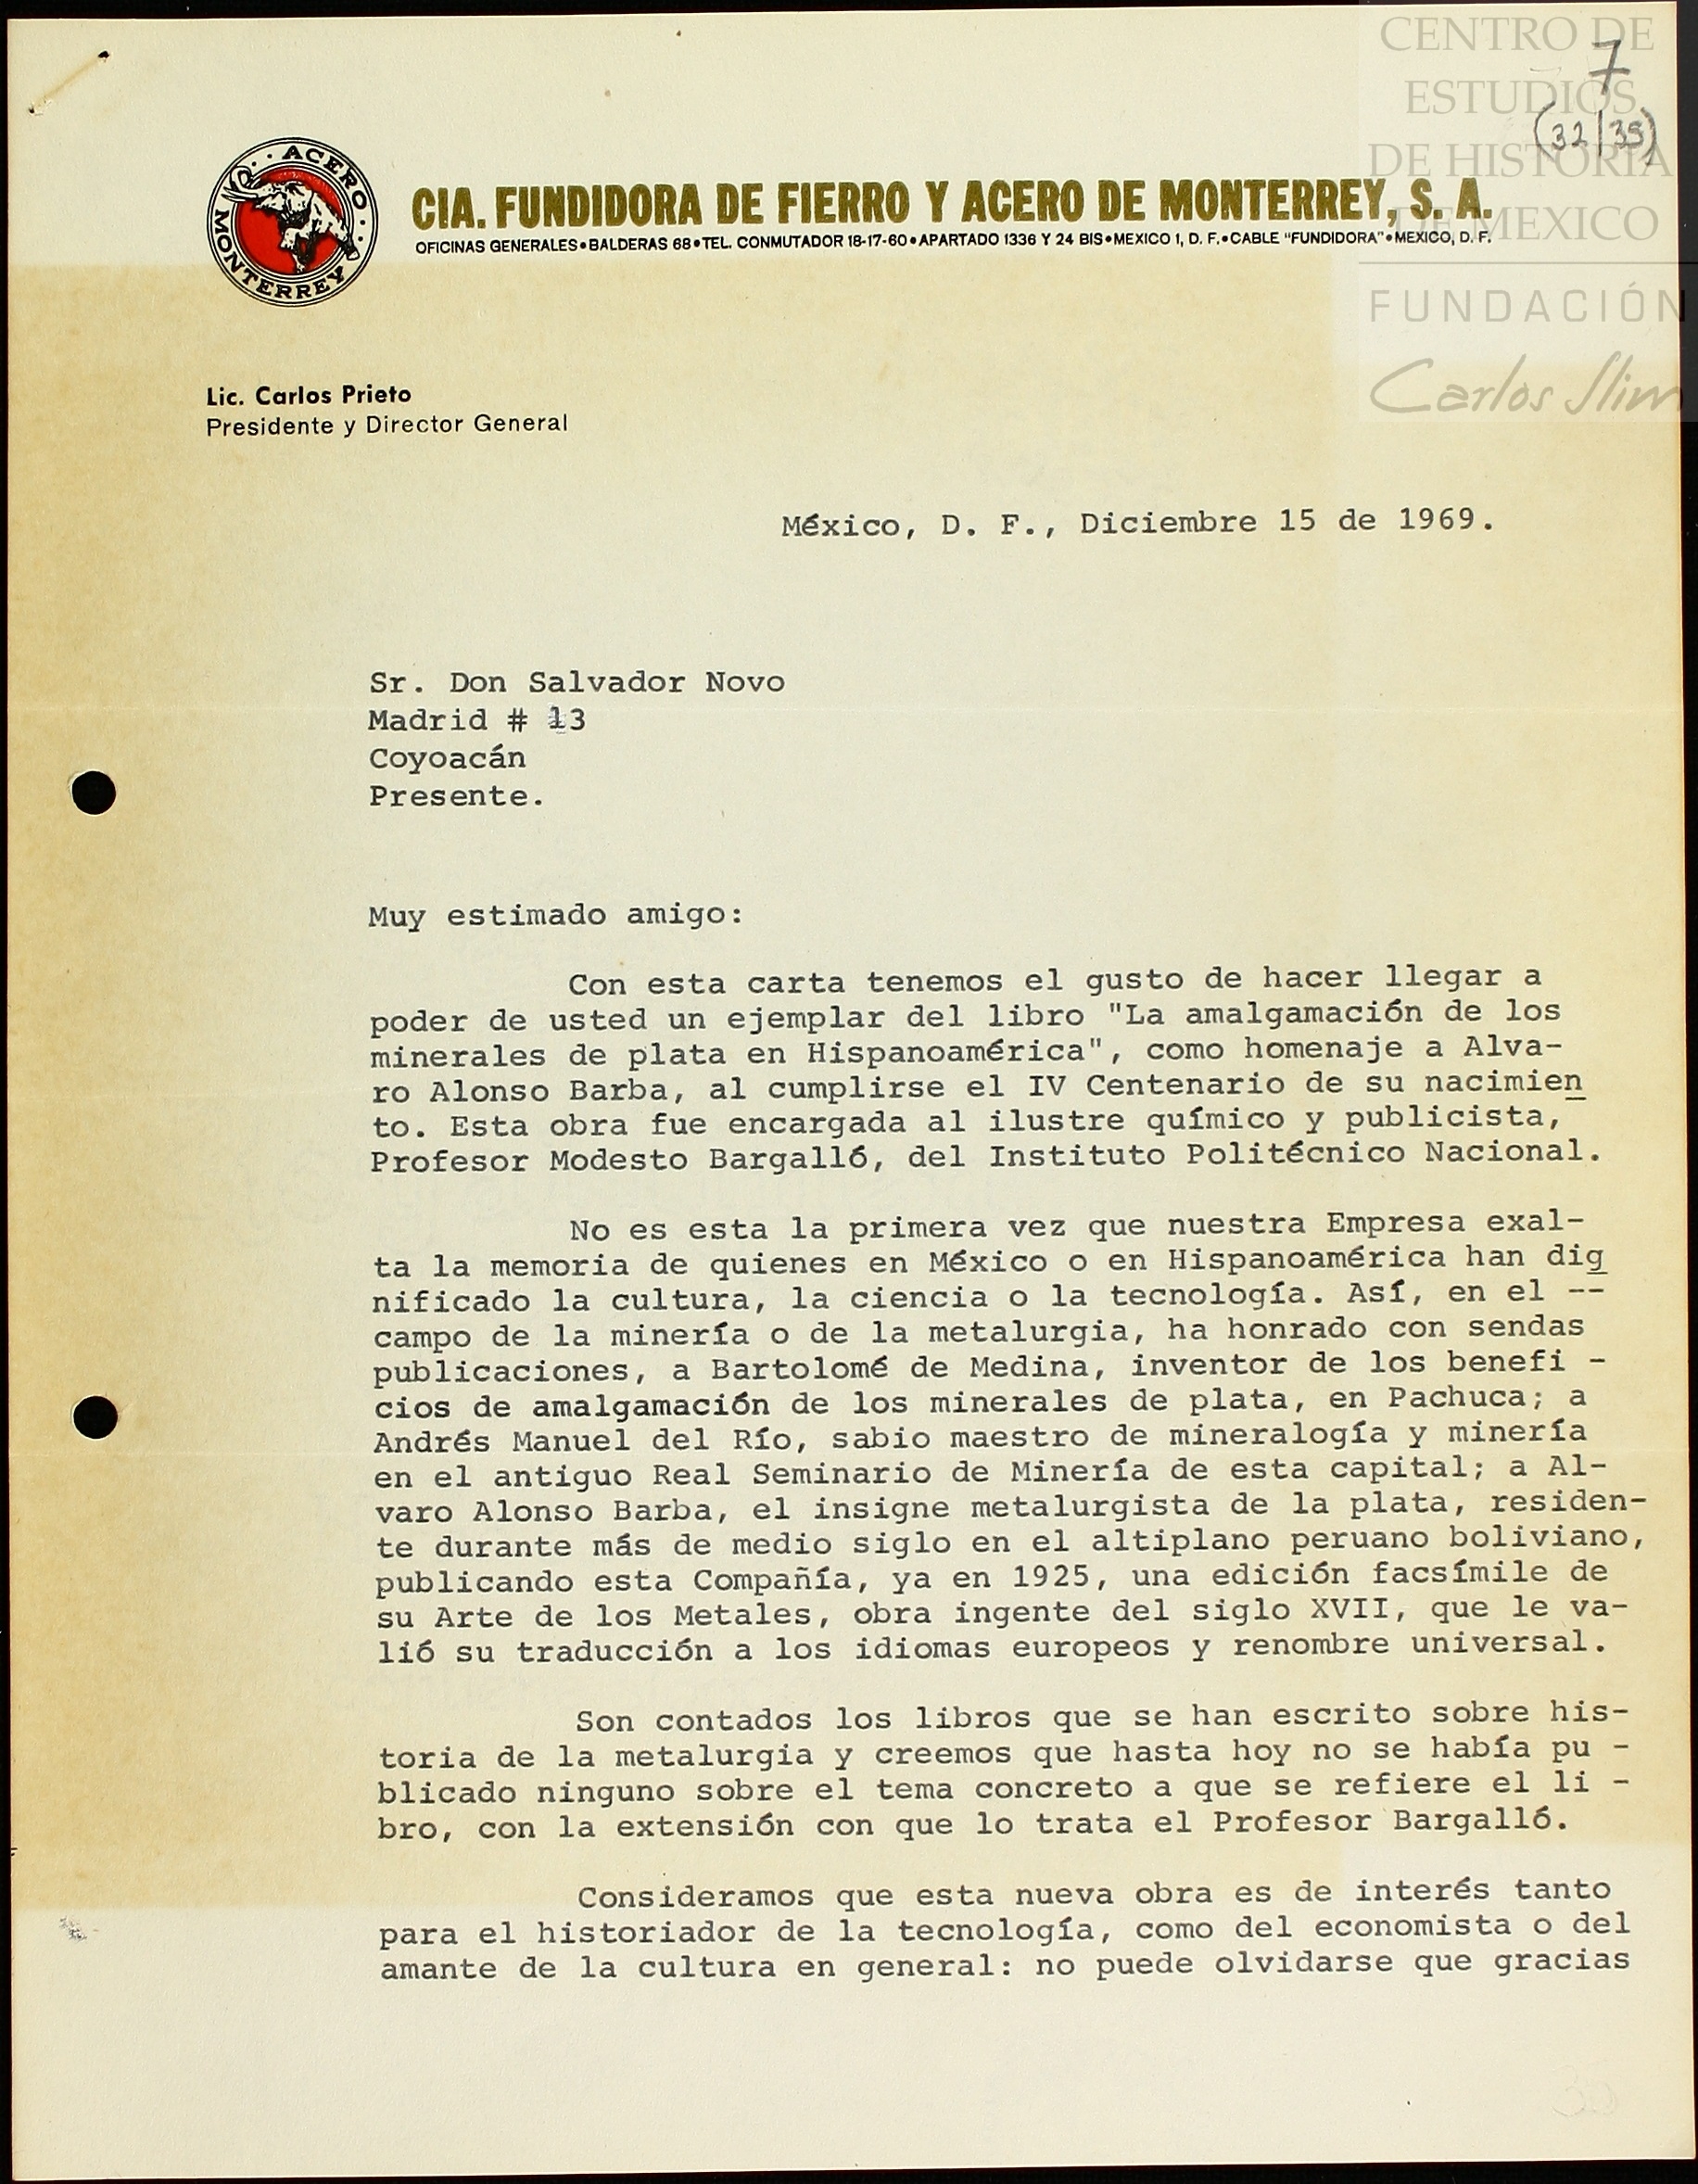 CENTRO DE
ESTUDIOS
DE HISTORIA
DE MEXICO
FUNDACIÓN
Carlos Slim
7
(32/35)
ACERO
MONTERREY
CIA. FUNDIDORA DE FIERRO Y ACERO DE MONTERREY, S. A.
OFICINAS GENERALES•BALDERAS 68•TEL. CONMUTADOR 18-17-60•APARTADO 1336 Y 24 BIS•MEXICO 1, D. F.•CABLE "FUNDIDORA"•MEXICO, D. F.
Lic. Carlos Prieto
Presidente y Director General
México, D. F., Diciembre 15 de 1969.
Sr. Don Salvador Novo
Madrid # 13
Coyoacán
Presente.
Muy estimado amigo:
Con esta carta tenemos el gusto de hacer llegar a
poder de usted un ejemplar del libro "La amalgamación de los
minerales de plata en Hispanoamérica", como homenaje a Alva-
ro Alonso Barba, al cumplirse el IV Centenario de su nacimien
to. Esta obra fue encargada al ilustre químico y publicista,
Profesor Modesto Bargalló, del Instituto Politécnico Nacional.
No es esta la primera vez que nuestra Empresa exal-
ta la memoria de quienes en México o en Hispanoamérica han dig
nificado la cultura, la ciencia o la tecnología. Así, en el --
campo de la minería o de la metalurgia, ha honrado con sendas
publicaciones, a Bartolomé de Medina, inventor de los benefi -
cios de amalgamación de los minerales de plata, en Pachuca; a
Andrés Manuel del Río, sabio maestro de mineralogía y minería
en el antiguo Real Seminario de Minería de esta capital; a Al-
varo Alonso Barba, el insigne metalurgista de la plata, residen-
te durante más de medio siglo en el altiplano peruano boliviano,
publicando esta Compañía, ya en 1925, una edición facsímile de
su Arte de los Metales, obra ingente del siglo XVII, que le va-
lió su traducción a los idiomas europeos y renombre universal.
Son contados los libros que se han escrito sobre his-
toria de la metalurgia y creemos que hasta hoy no se había pu -
blicado ninguno sobre el tema concreto a que se refiere el li -
bro, con la extensión con que lo trata el Profesor Bargalló.
Consideramos que esta nueva obra es de interés tanto
para el historiador de la tecnología, como del economista o del
amante de la cultura en general: no puede olvidarse que gracias